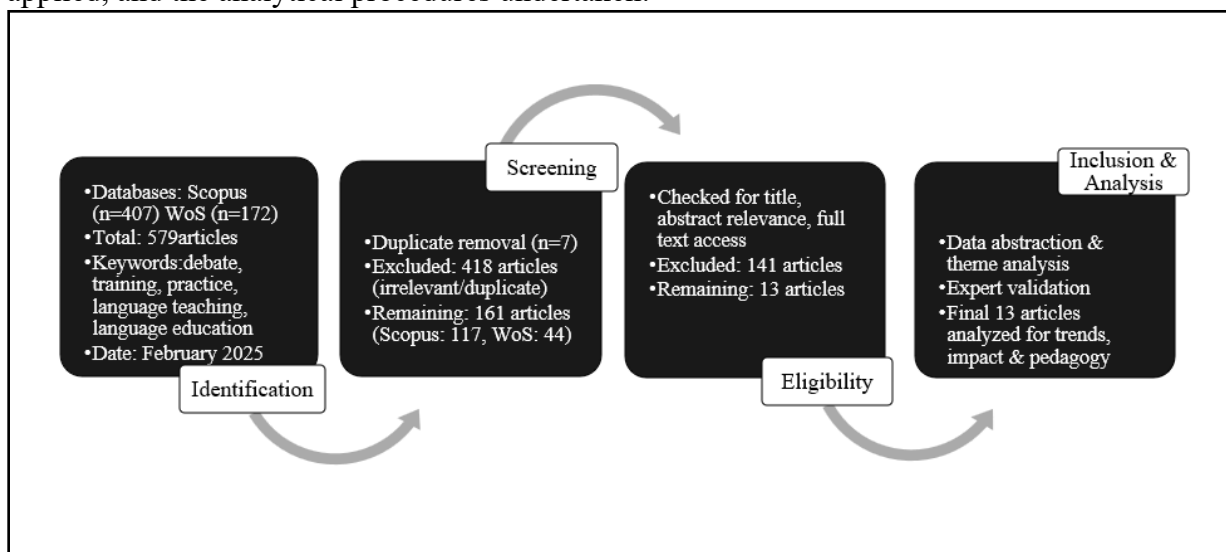 applied, and the analytical procedures undertaken.
•Databases: Scopus
(n=407) WoS (n=172)
•Total: 579articles
•Keywords:debate,
training, practice,
language teaching,
language education
•Date: February 2025
Identification
Screening
•Duplicate removal (n=7)
•Excluded: 418 articles
(irrelevant/duplicate)
•Remaining: 161 articles
(Scopus: 117, WoS: 44)
•Checked for title,
abstract relevance, full
text access
•Excluded: 141 articles
•Remaining: 13 articles
Eligibility
Inclusion &
Analysis
•Data abstraction &
theme analysis
•Expert validation
•Final 13 articles
analyzed for trends,
impact & pedagogy